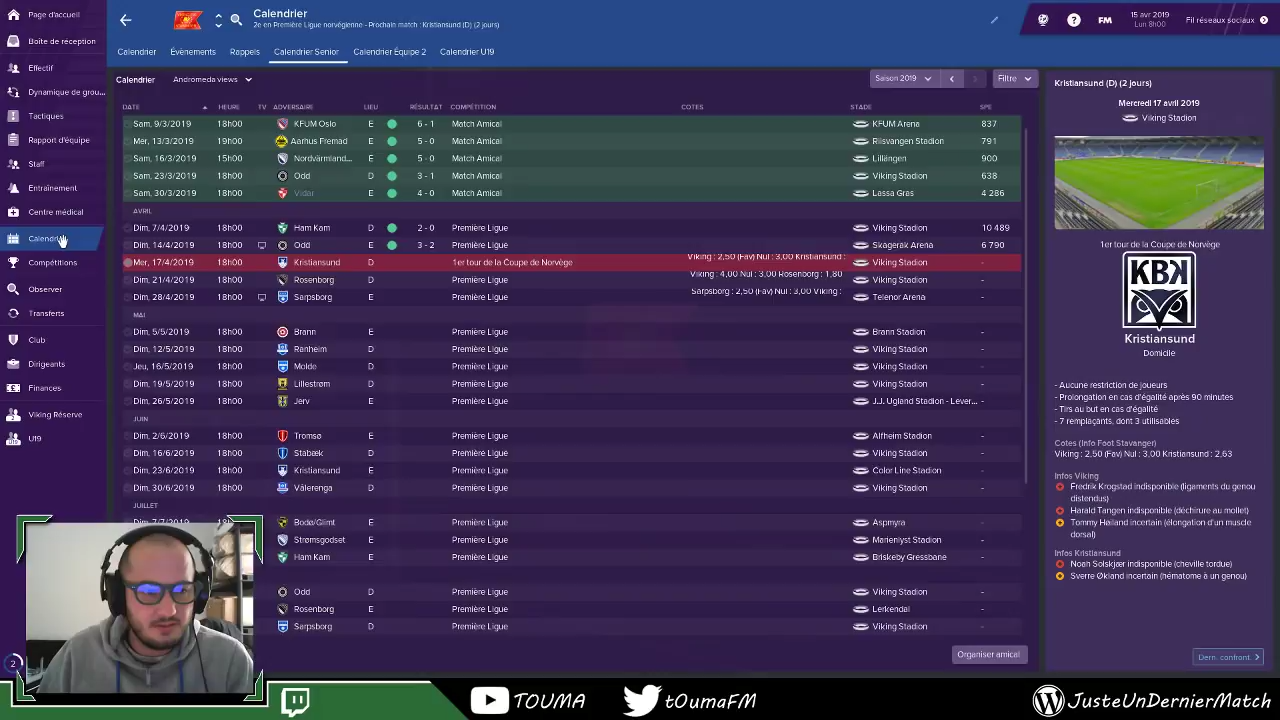 Page d'accueil
Boîte de réception
Effectif
Dynamique de grou...
Tactiques
Rapport d'équipe
Staff
Entraînement
Centre médical
Calendri
Compétitions
Observer
Transferts
Club
Dirigeants
Finances
Viking Réserve
U19
2
Calendrier
2e en Première Ligue norvégienne - Prochain match : Kristiansund (D) (2 jours)
FM
15 avr 2019
Lun 8h00
Fil réseaux sociaux
Calendrier Évènements Rappels Calendrier Senior Calendrier Équipe 2 Calendrier U19
Calendrier Andromeda views Saison 2019 Filtre
DATE HEURE TV ADVERSAIRE LIEU RÉSULTAT COMPÉTITION COTES STADE SPE
Sam, 9/3/2019 18h00 KFUM Oslo E 6 - 1 Match Amical KFUM Arena 837
Mer, 13/3/2019 19h00 Aarhus Fremad E 5 - 0 Match Amical Riisvangen Stadion 791
Sam, 16/3/2019 15h00 Nordvärmland... E 5 - 0 Match Amical Lillängen 900
Sam, 23/3/2019 18h00 Odd D 3 - 1 Match Amical Viking Stadion 638
Sam, 30/3/2019 18h00 Vidar E 4 - 0 Match Amical Lassa Gras 4 286
AVRIL
Dim, 7/4/2019 18h00 Ham Kam D 2 - 0 Première Ligue Viking Stadion 10 489
Dim, 14/4/2019 18h00 Odd E 3 - 2 Première Ligue Skagerak Arena 6 790
Mer, 17/4/2019 18h00 Kristiansund D 1er tour de la Coupe de Norvège Viking : 2,50 (Fav) Nul : 3,00 Kristiansund : Viking Stadion -
Dim, 21/4/2019 18h00 Rosenborg D Première Ligue Viking : 4,00 Nul : 3,00 Rosenborg : 1,80 Viking Stadion -
Dim, 28/4/2019 18h00 Sarpsborg E Première Ligue Sarpsborg : 2,50 (Fav) Nul : 3,00 Viking : Telenor Arena -
MAI
Dim, 5/5/2019 18h00 Brann E Première Ligue Brann Stadion -
Dim, 12/5/2019 18h00 Ranheim D Première Ligue Viking Stadion -
Jeu, 16/5/2019 18h00 Molde D Première Ligue Viking Stadion -
Dim, 19/5/2019 18h00 Lillestrøm D Première Ligue Viking Stadion -
Dim, 26/5/2019 18h00 Jerv E Première Ligue J.J. Ugland Stadion - Lever... -
JUIN
Dim, 2/6/2019 18h00 Tromsø E Première Ligue Alfheim Stadion -
Dim, 16/6/2019 18h00 Stabæk D Première Ligue Viking Stadion -
Dim, 23/6/2019 18h00 Kristiansund E Première Ligue Color Line Stadion -
Dim, 30/6/2019 18h00 Vålerenga D Première Ligue Viking Stadion -
JUILLET
Bodø/Glimt E Première Ligue Aspmyra -
Strømsgodset E Première Ligue Marienlyst Stadion -
Ham Kam E Première Ligue Briskeby Gressbane -
Odd D Première Ligue Viking Stadion -
Rosenborg E Première Ligue Lerkendal -
Sarpsborg D Première Ligue Viking Stadion -
Organiser amical
Kristiansund (D) (2 jours)
Mercredi 17 avril 2019
Viking Stadion
1er tour de la Coupe de Norvège
KBK
Kristiansund
Domicile
- Aucune restriction de joueurs
- Prolongation en cas d'égalité après 90 minutes
- Tirs au but en cas d'égalité
- 7 remplaçants, dont 3 utilisables
Cotes (Info Foot Stavanger)
Viking : 2,50 (Fav) Nul : 3,00 Kristiansund : 2,63
Infos Viking
Fredrik Krogstad indisponible (ligaments du genou
distendus)
Harald Tangen indisponible (déchirure au mollet)
Tommy Høiland incertain (élongation d'un muscle
dorsal)
Infos Kristiansund
Noah Solskjær indisponible (cheville tordue)
Sverre Økland incertain (hématome à un genou)
Dern. confront.
TOUMA
tOumaFM
JusteUnDernierMatch